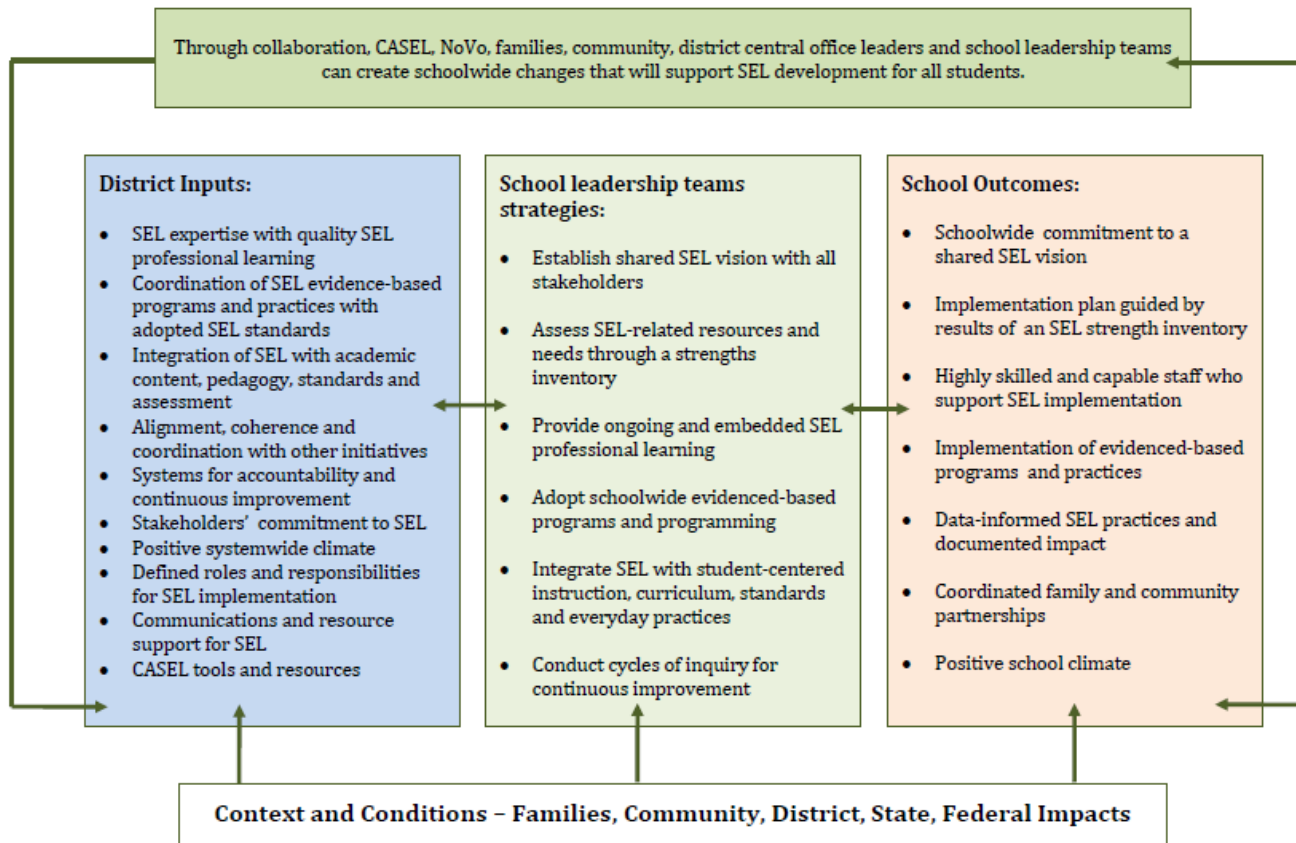 Through collaboration, CASEL, NoVo, families, community, district central office leaders and school leadership teams
can create schoolwide changes that will support SEL development for all students.
District Inputs:
• SEL expertise with quality SEL
professional learning
• Coordination of SEL evidence-based
programs and practices with
adopted SEL standards
• Integration of SEL with academic
content, pedagogy, standards and
assessment
• Alignment, coherence and
coordination with other initiatives
• Systems for accountability and
continuous improvement
• Stakeholders’ commitment to SEL
• Positive systemwide climate
• Defined roles and responsibilities
for SEL implementation
• Communications and resource
support for SEL
• CASEL tools and resources
School leadership teams
strategies:
• Establish shared SEL vision with all
stakeholders
• Assess SEL-related resources and
needs through a strengths
inventory
• Provide ongoing and embedded SEL
professional learning
• Adopt schoolwide evidenced-based
programs and programming
• Integrate SEL with student-centered
instruction, curriculum, standards
and everyday practices
• Conduct cycles of inquiry for
continuous improvement
School Outcomes:
• Schoolwide commitment to a
shared SEL vision
• Implementation plan guided by
results of an SEL strength inventory
• Highly skilled and capable staff who
support SEL implementation
• Implementation of evidenced-based
programs and practices
• Data-informed SEL practices and
documented impact
• Coordinated family and community
partnerships
• Positive school climate
Context and Conditions – Families, Community, District, State, Federal Impacts